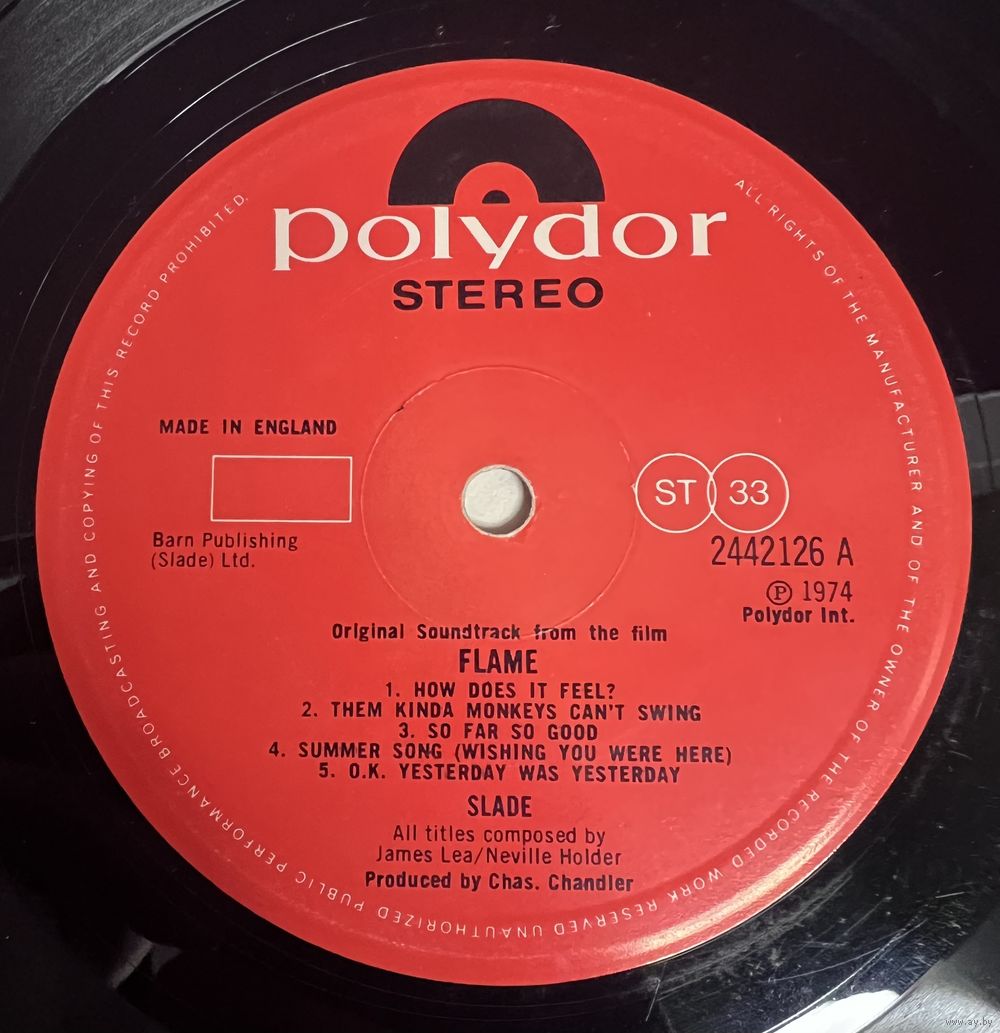 polydor
STEREO
ALL RIGHTS OF THE MANUFACTURER AND OF THE OWNER OF THE RECORDED WORK RESERVED UNAUTHORIZED PUBLIC PERFORMANCE BROADCASTING AND COPYING OF THIS RECORD PROHIBITED.
MADE IN ENGLAND
ST 33
Barn Publishing
(Slade) Ltd.
2442126 A
Ⓟ 1974
Polydor Int.
Original Soundtrack from the film
FLAME
1. HOW DOES IT FEEL?
2. THEM KINDA MONKEYS CAN'T SWING
3. SO FAR SO GOOD
4. SUMMER SONG (WISHING YOU WERE HERE)
5. O.K. YESTERDAY WAS YESTERDAY
SLADE
All titles composed by
James Lea/Neville Holder
Produced by Chas. Chandler
www.ay.by